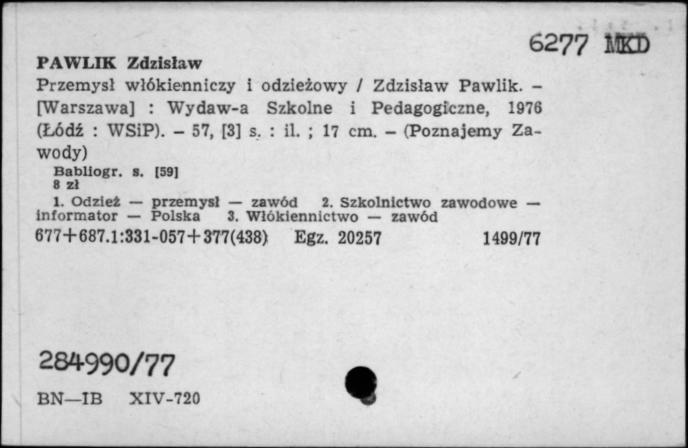 6277 MKD
PAWLIK Zdzisław
Przemysł włókienniczy i odzieżowy / Zdzisław Pawlik. –
[Warszawa] : Wydaw-a Szkolne i Pedagogiczne, 1976
(Łódź : WSiP). – 57, [3] s. : il. ; 17 cm. – (Poznajemy Za-
wody)
Babliogr. s. [59]
8 zł
1. Odzież — przemysł — zawód 2. Szkolnictwo zawodowe —
informator — Polska 3. Włókiennictwo — zawód
677+687.1:331-057+377(438) Egz. 20257 1499/77
284990/77
BN—IB XIV-720